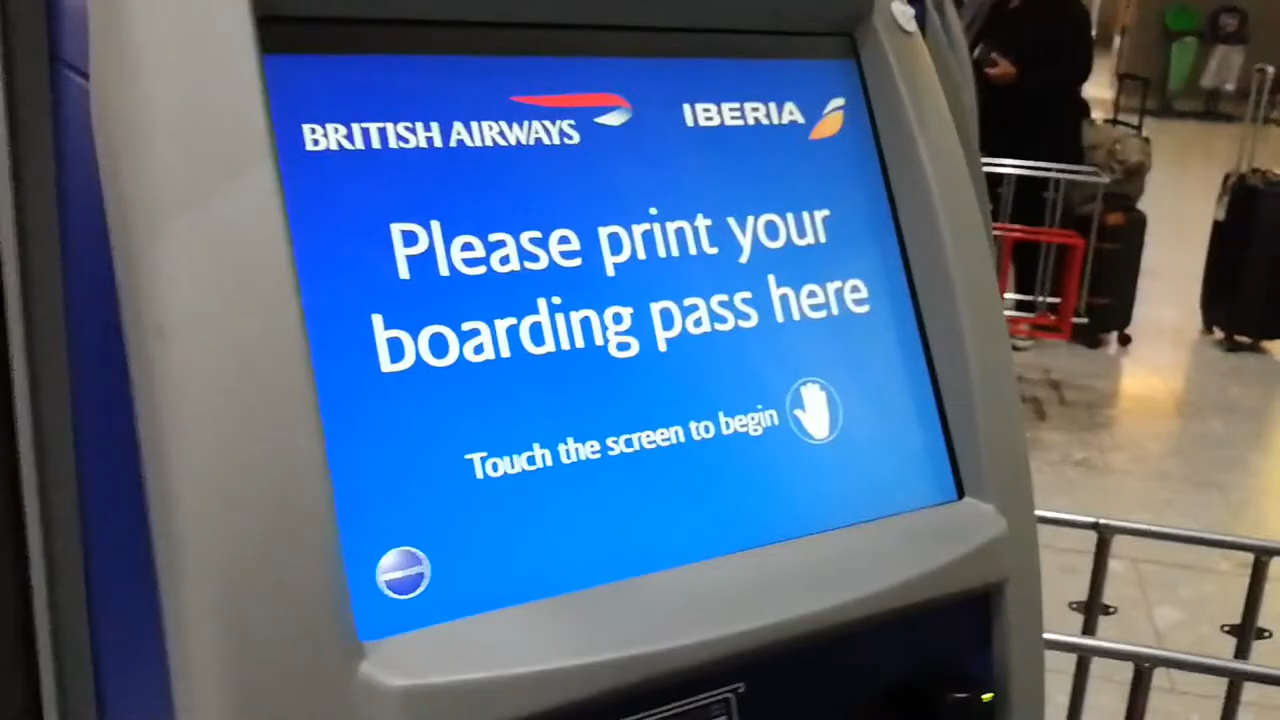 BRITISH AIRWAYS
IBERIA
Please print your
boarding pass here
Touch the screen to begin